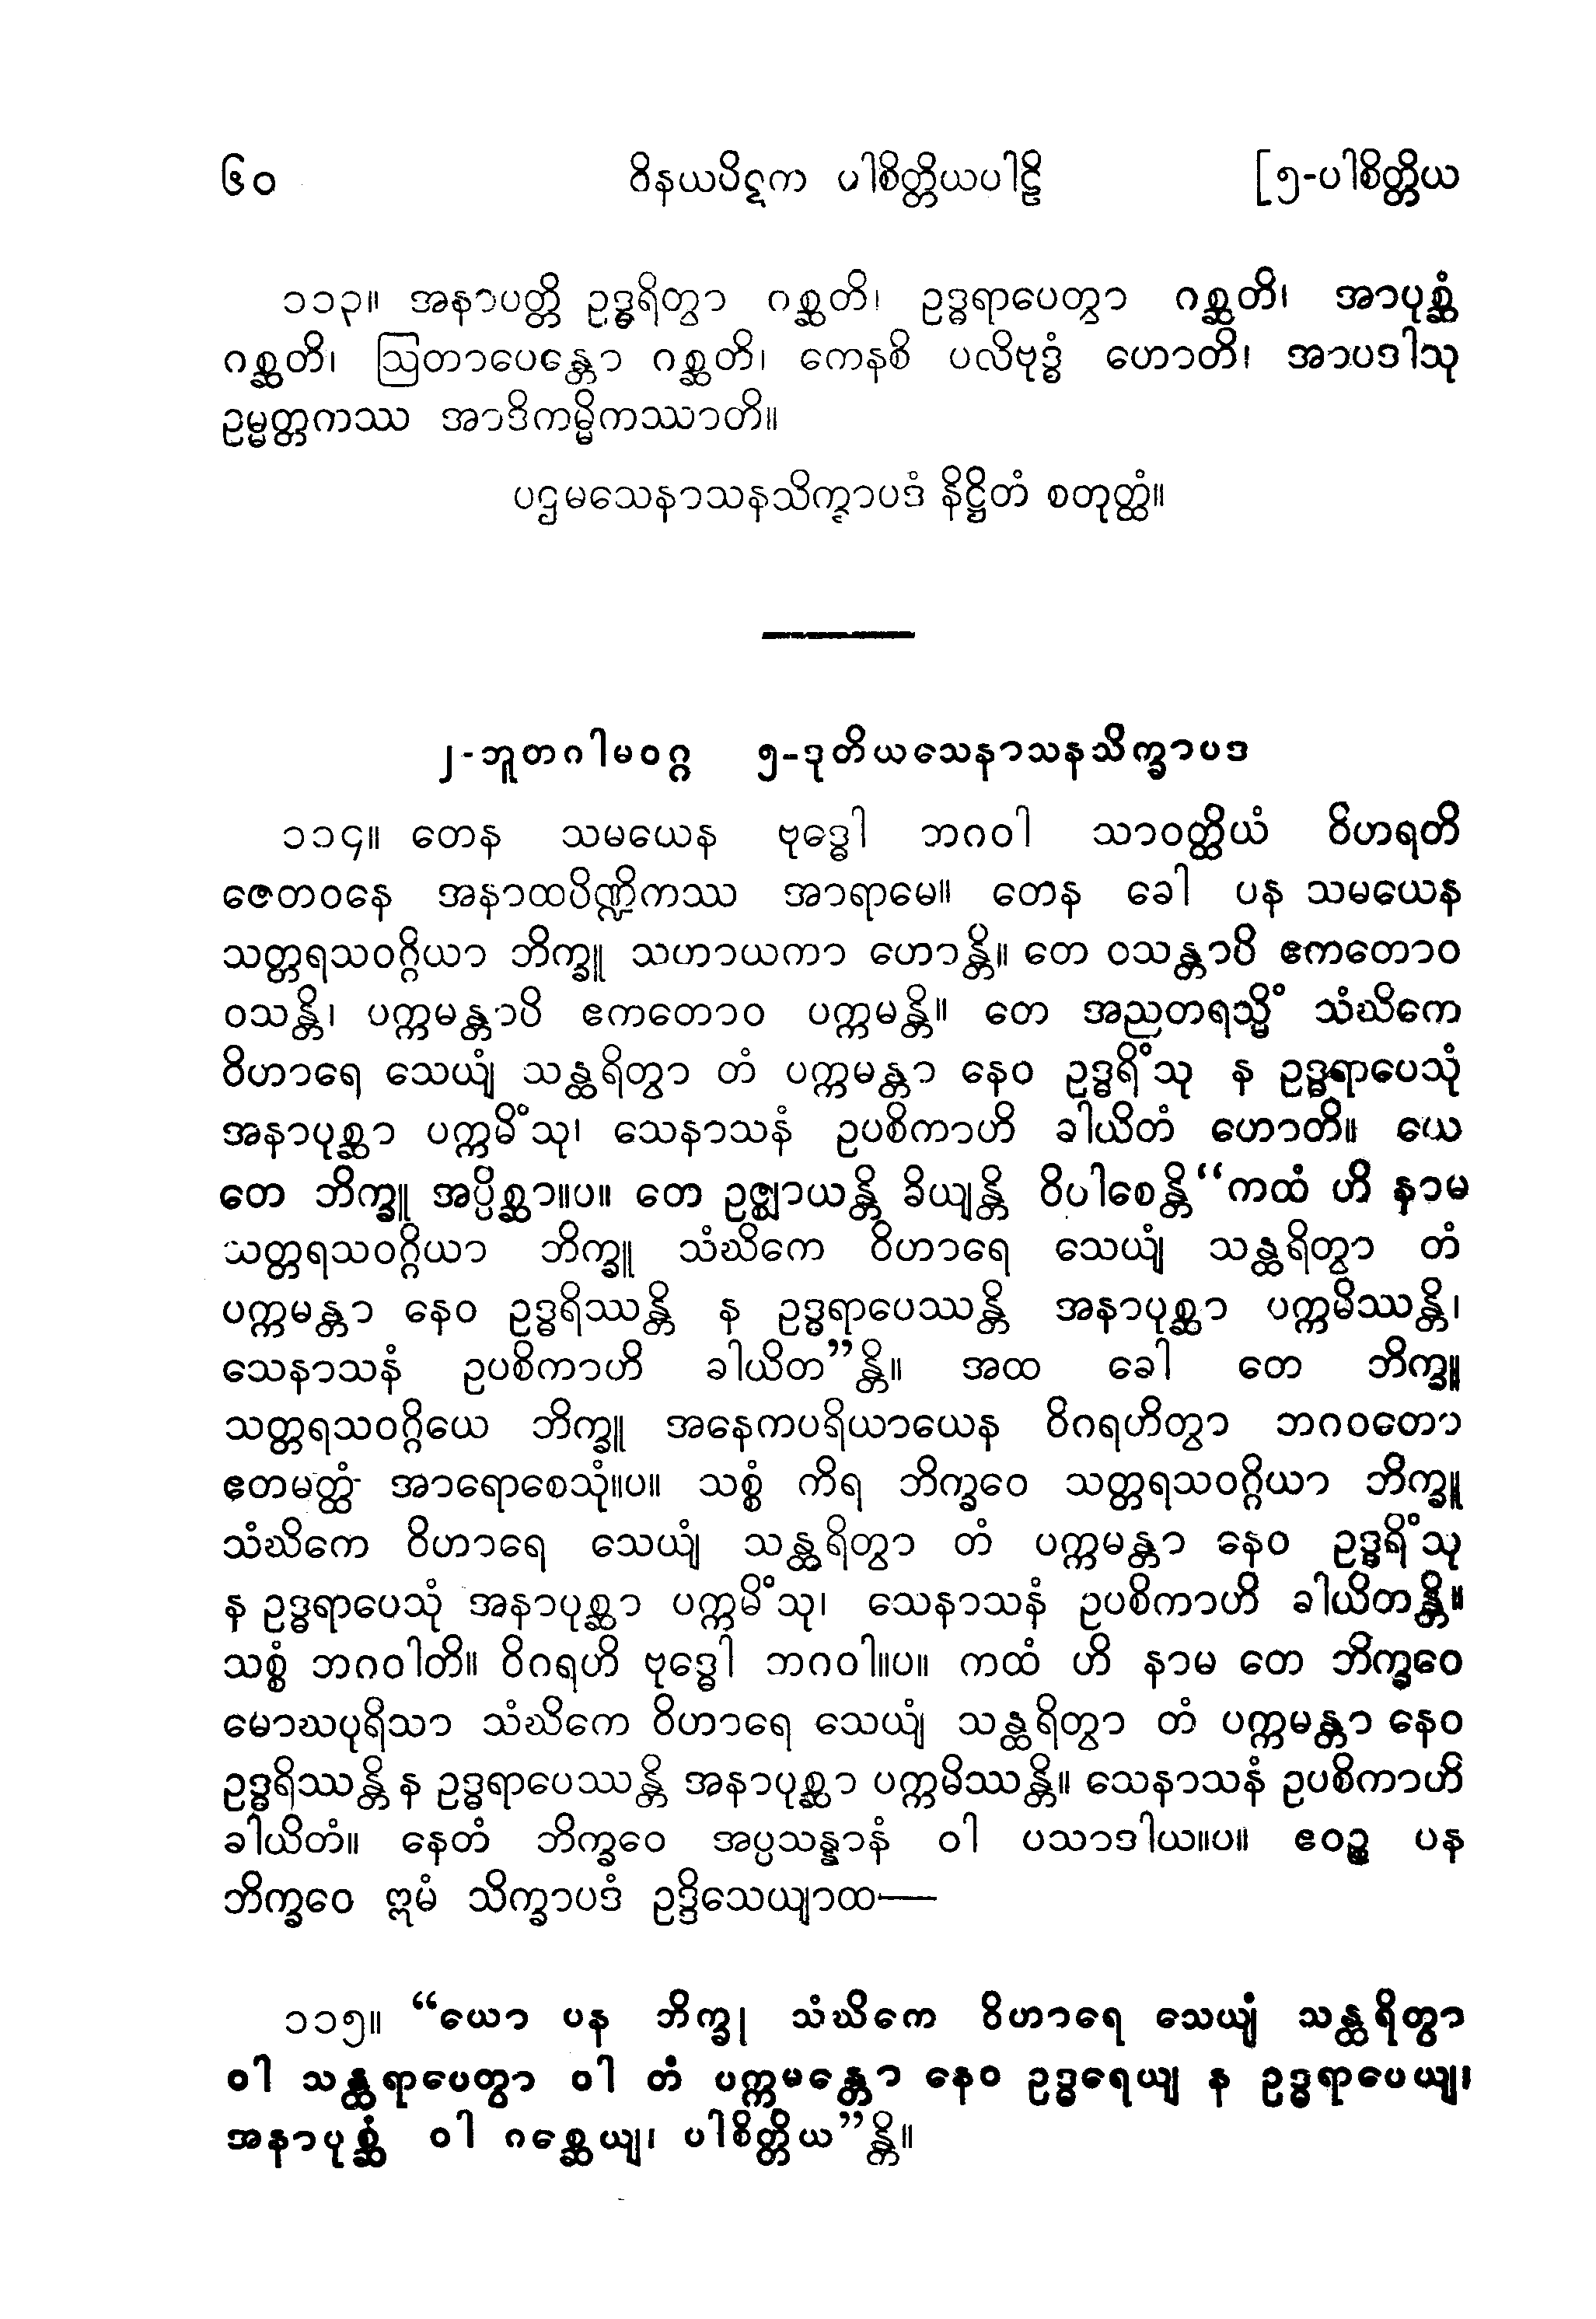 ၆၀ ဝိနယပိဋက ပါစိတ္တိယပါဠိ [၅-ပါစိတ္တိယ
၁၁၃။ အနာပတ္တိ ဥဒ္ဓရိတွာ ဂစ္ဆတိ၊ ဥဒ္ဓရာပေတွာ ဂစ္ဆတိ၊ အာပုစ္ဆံ
ဂစ္ဆတိ၊ ဩတာပေန္တော ဂစ္ဆတိ၊ ကေနစိ ပလိဗုဒ္ဓံ ဟောတိ၊ အာပဒါသု
ဥမ္မတ္တကဿ အာဒိကမ္မိကဿာတိ။
ပဌမသေနာသနသိက္ခာပဒံ နိဋ္ဌိတံ စတုတ္ထံ။
၂-ဘူတဂါမဝဂ္ဂ ၅-ဒုတိယသေနာသနသိက္ခာပဒ
၁၁၄။ တေန သမယေန ဗုဒ္ဓေါ ဘဂဝါ သာဝတ္ထိယံ ဝိဟရတိ
ဇေတဝနေ အနာထပိဏ္ဍိကဿ အာရာမေ။ တေန ခေါ ပန သမယေန
သတ္တရသဝဂ္ဂိယာ ဘိက္ခူ သဟာယကာ ဟောန္တိ။ တေ ဝသန္တာပိ ဧကတောဝ
ဝသန္တိ၊ ပက္ကမန္တာပိ ဧကတောဝ ပက္ကမန္တိ။ တေ အညတရသ္မိံ သံဃိကေ
ဝိဟာရေ သေယျံ သန္ထရိတွာ တံ ပက္ကမန္တာ နေဝ ဥဒ္ဓရိံသု န ဥဒ္ဓရာပေသုံ
အနာပုစ္ဆာ ပက္ကမိံသု၊ သေနာသနံ ဥပစိကာဟိ ခါယိတံ ဟောတိ။ ယေ
တေ ဘိက္ခူ အပ္ပိစ္ဆာ။ပ။ တေ ဥဇ္ဈာယန္တိ ခိယျန္တိ ဝိပါစေန္တိ “ကထံ ဟိ နာမ
သတ္တရသဝဂ္ဂိယာ ဘိက္ခူ သံဃိကေ ဝိဟာရေ သေယျံ သန္ထရိတွာ တံ
ပက္ကမန္တာ နေဝ ဥဒ္ဓရိဿန္တိ န ဥဒ္ဓရာပေဿန္တိ အနာပုစ္ဆာ ပက္ကမိဿန္တိ၊
သေနာသနံ ဥပစိကာဟိ ခါယိတ”န္တိ။ အထ ခေါ တေ ဘိက္ခူ
သတ္တရသဝဂ္ဂိယေ ဘိက္ခူ အနေကပရိယာယေန ဝိဂရဟိတွာ ဘဂဝတော
ဧတမတ္ထံ အာရောစေသုံ။ပ။ သစ္စံ ကိရ ဘိက္ခဝေ သတ္တရသဝဂ္ဂိယာ ဘိက္ခူ
သံဃိကေ ဝိဟာရေ သေယျံ သန္ထရိတွာ တံ ပက္ကမန္တာ နေဝ ဥဒ္ဓရိံသု
န ဥဒ္ဓရာပေသုံ အနာပုစ္ဆာ ပက္ကမိံသု၊ သေနာသနံ ဥပစိကာဟိ ခါယိတန္တိ။
သစ္စံ ဘဂဝါတိ။ ဝိဂရဟိ ဗုဒ္ဓေါ ဘဂဝါ။ပ။ ကထံ ဟိ နာမ တေ ဘိက္ခဝေ
မောဃပုရိသာ သံဃိကေ ဝိဟာရေ သေယျံ သန္ထရိတွာ တံ ပက္ကမန္တာ နေဝ
ဥဒ္ဓရိဿန္တိ န ဥဒ္ဓရာပေဿန္တိ အနာပုစ္ဆာ ပက္ကမိဿန္တိ။ သေနာသနံ ဥပစိကာဟိ
ခါယိတံ။ နေတံ ဘိက္ခဝေ အပ္ပသန္နာနံ ဝါ ပသာဒါယ။ပ။ ဧဝဉ္စ ပန
ဘိက္ခဝေ ဣမံ သိက္ခာပဒံ ဥဒ္ဒိသေယျာထ—
၁၁၅။ “ယော ပန ဘိက္ခု သံဃိကေ ဝိဟာရေ သေယျံ သန္ထရိတွာ
ဝါ သန္ထရာပေတွာ ဝါ တံ ပက္ကမန္တော နေဝ ဥဒ္ဓရေယျ န ဥဒ္ဓရာပေယျ၊
အနာပုစ္ဆံ ဝါ ဂစ္ဆေယျ၊ ပါစိတ္တိယ”န္တိ။